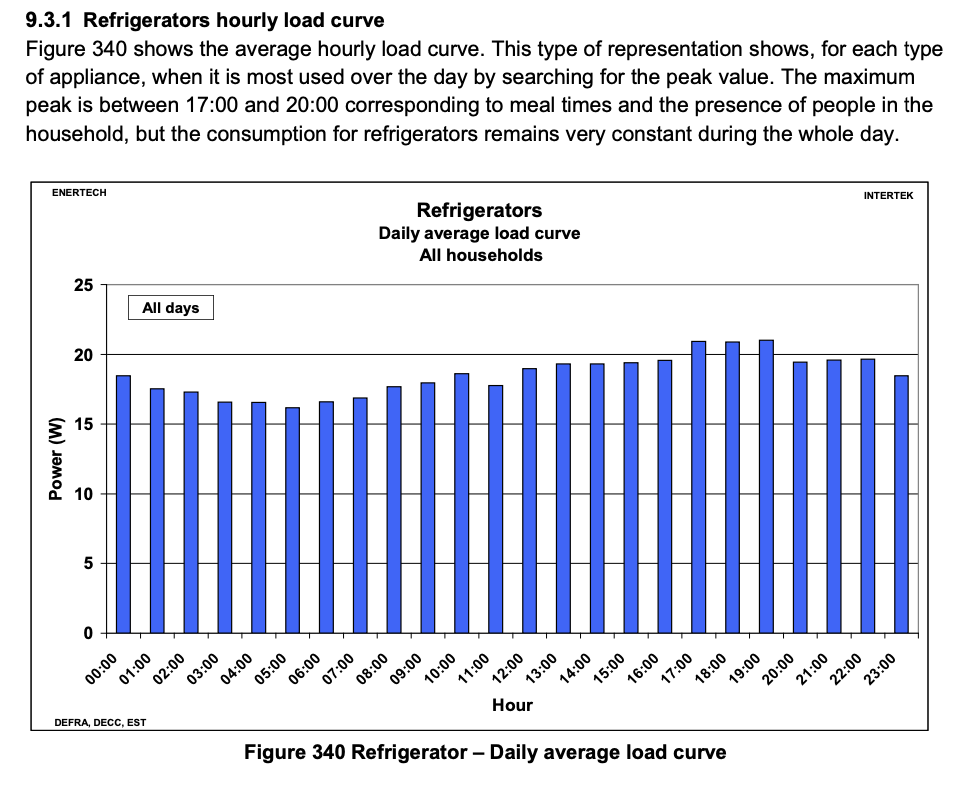 9.3.1 Refrigerators hourly load curve
Figure 340 shows the average hourly load curve. This type of representation shows, for each type
of appliance, when it is most used over the day by searching for the peak value. The maximum
peak is between 17:00 and 20:00 corresponding to meal times and the presence of people in the
household, but the consumption for refrigerators remains very constant during the whole day.
ENERTECH
INTERTEK
Refrigerators
Daily average load curve
All households
All days
Power (W)
25
20
15
10
5
0
00:00 01:00 02:00 03:00 04:00 05:00 06:00 07:00 08:00 09:00 10:00 11:00 12:00 13:00 14:00 15:00 16:00 17:00 18:00 19:00 20:00 21:00 22:00 23:00
Hour
DEFRA, DECC, EST
Figure 340 Refrigerator – Daily average load curve